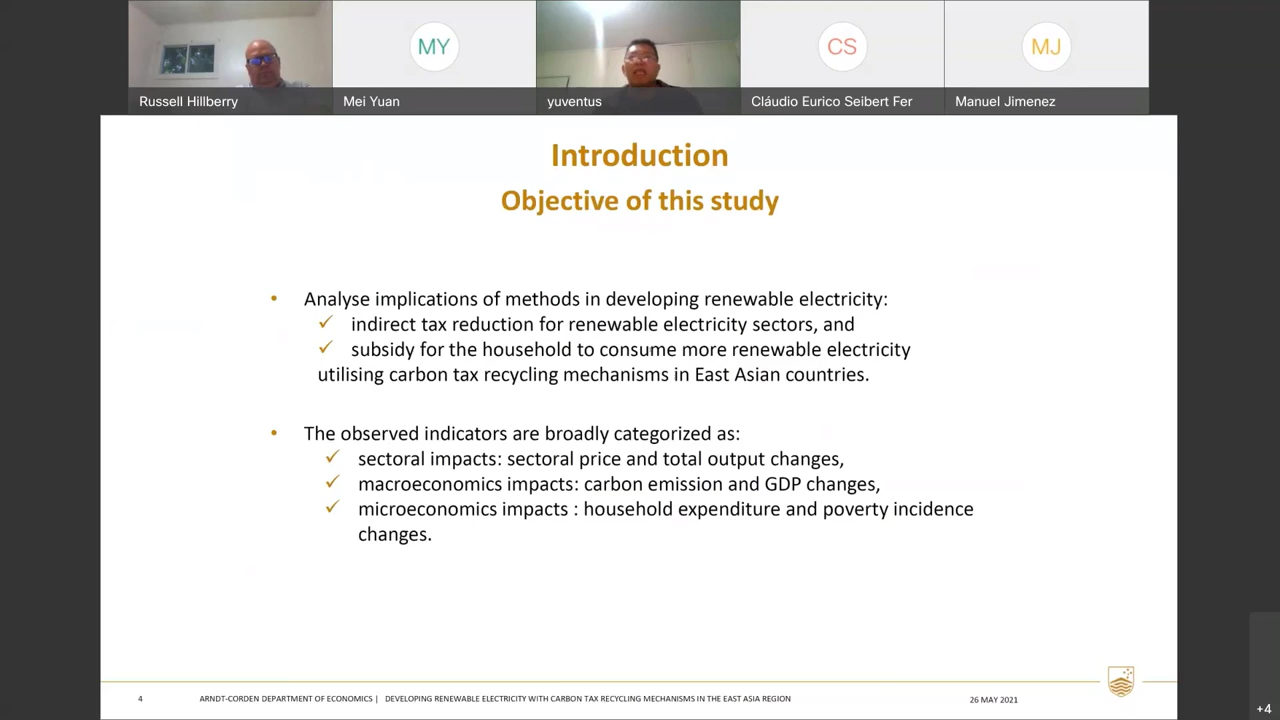 MY
CS
MJ
Russell Hillberry
Mei Yuan
yuventus
Cláudio Eurico Seibert Fer
Manuel Jimenez
Introduction
Objective of this study
• Analyse implications of methods in developing renewable electricity:
✓ indirect tax reduction for renewable electricity sectors, and
✓ subsidy for the household to consume more renewable electricity
utilising carbon tax recycling mechanisms in East Asian countries.
• The observed indicators are broadly categorized as:
✓ sectoral impacts: sectoral price and total output changes,
✓ macroeconomics impacts: carbon emission and GDP changes,
✓ microeconomics impacts : household expenditure and poverty incidence
changes.
4 ARNDT-CORDEN DEPARTMENT OF ECONOMICS | DEVELOPING RENEWABLE ELECTRICITY WITH CARBON TAX RECYCLING MECHANISMS IN THE EAST ASIA REGION 26 MAY 2021
+4